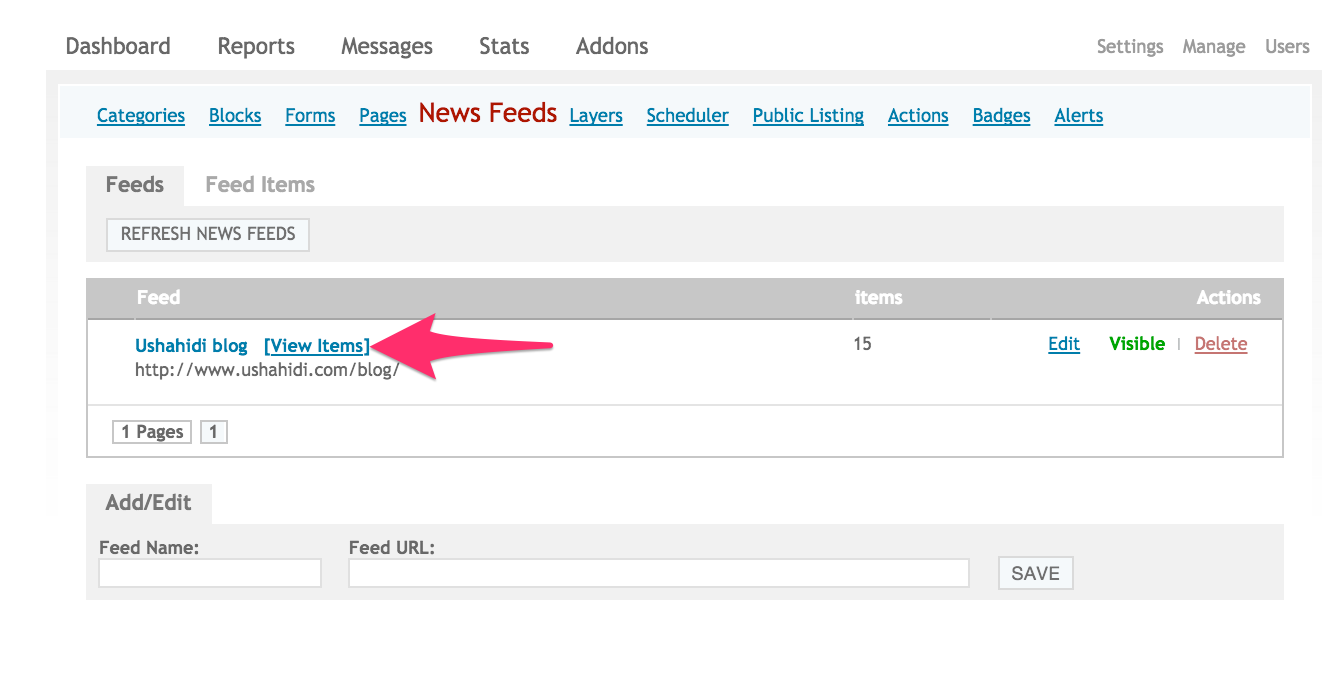 Dashboard Reports Messages Stats Addons Settings Manage Users
Categories Blocks Forms Pages News Feeds Layers Scheduler Public Listing Actions Badges Alerts
Feeds Feed Items
REFRESH NEWS FEEDS
Feed items Actions
Ushahidi blog [View Items] 15 Edit Visible | Delete
http://www.ushahidi.com/blog/
1 Pages 1
Add/Edit
Feed Name: Feed URL:
SAVE